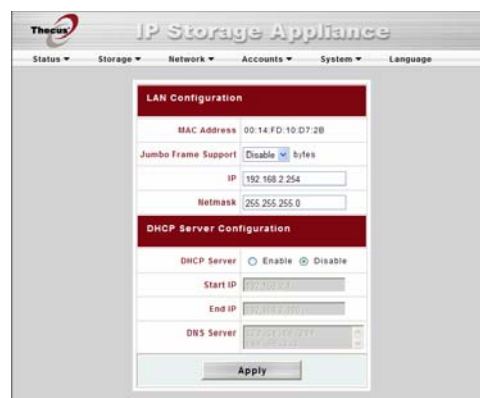 Thecus
IP Storage Appliance
Status Storage Network Accounts System Language
LAN Configuration
MAC Address 00:14:FD:10:D7:2B
Jumbo Frame Support Disable bytes
IP 192.168.2.254
Netmask 255.255.255.0
DHCP Server Configuration
DHCP Server Enable Disable
Start IP
End IP
DNS Server
Apply